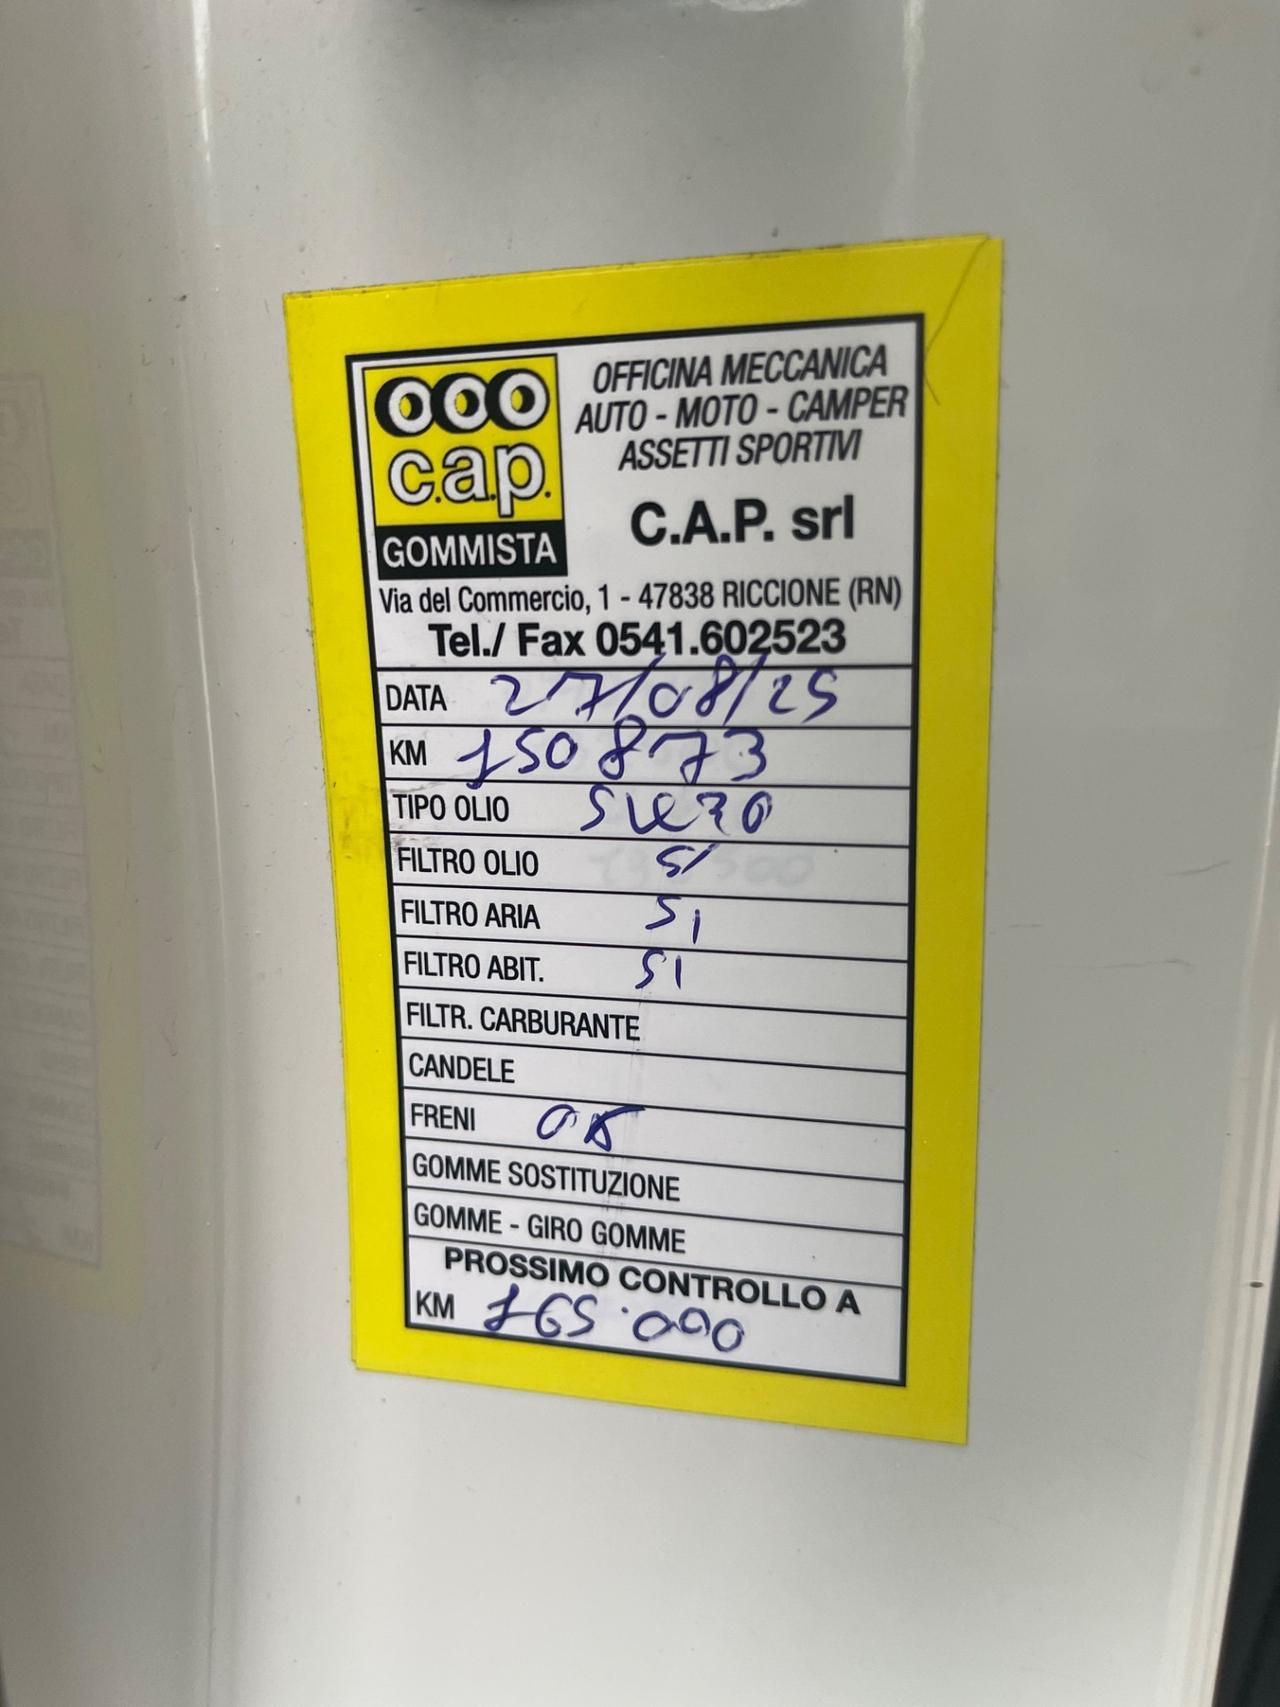 c.a.p.
GOMMISTA
OFFICINA MECCANICA
AUTO - MOTO - CAMPER
ASSETTI SPORTIVI
C.A.P. srl
Via del Commercio, 1 - 47838 RICCIONE (RN)
Tel./ Fax 0541.602523
DATA 27/08/25
KM 150873
TIPO OLIO
FILTRO OLIO SI
FILTRO ARIA SI
FILTRO ABIT. SI
FILTR. CARBURANTE
CANDELE
FRENI OK
GOMME SOSTITUZIONE
GOMME - GIRO GOMME
PROSSIMO CONTROLLO A
KM 165.000